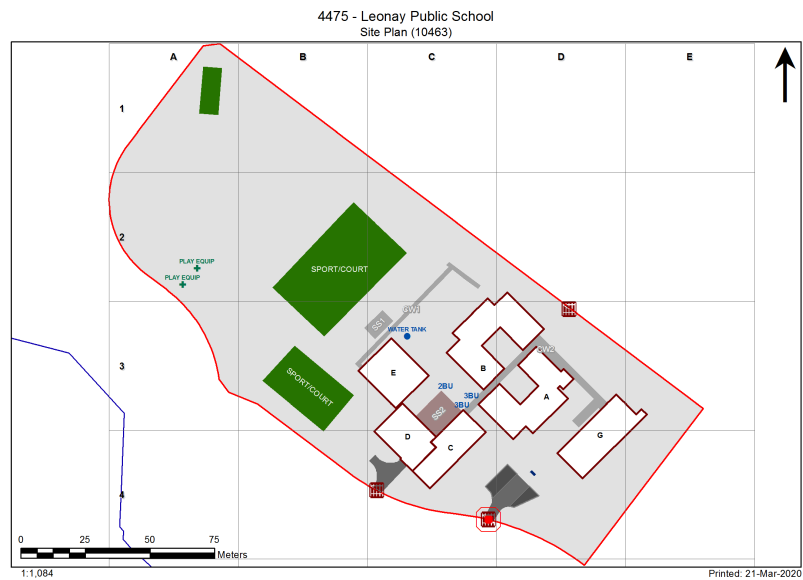 4475 - Leonay Public School
Site Plan (10463)
A B C D E
1
2
PLAY EQUIP
PLAY EQUIP
SPORT/COURT
CW1
SS1
WATER TANK
CW2
3
E
B
SPORT/COURT
2BU
3BU
3BU
A
SS2
D
C
G
4
0 25 50 75
Meters
1:1,084
Printed: 21-Mar-2020